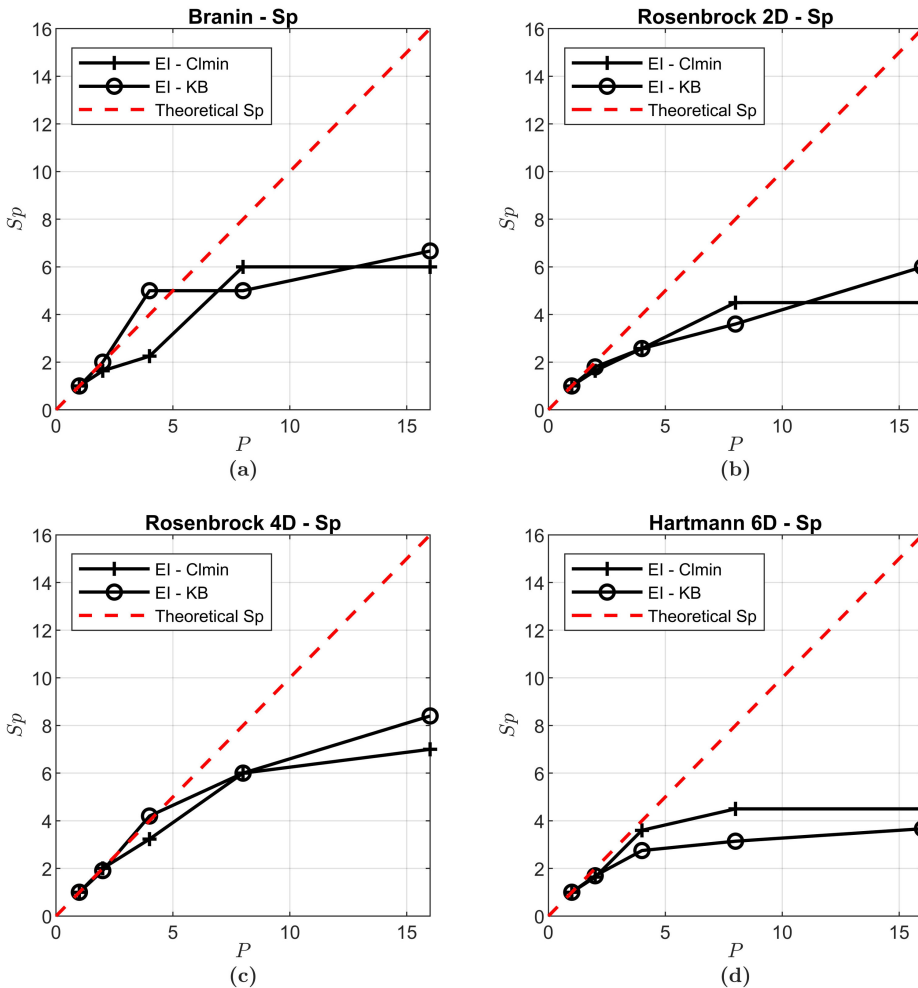 Branin - Sp
16
14
12
10
8
6
4
2
0
Sp
EI - Clmin
EI - KB
Theoretical Sp
0 5 10 15
P
(a)
Rosenbrock 2D - Sp
16
14
12
10
8
6
4
2
0
Sp
EI - Clmin
EI - KB
Theoretical Sp
0 5 10 15
P
(b)
Rosenbrock 4D - Sp
16
14
12
10
8
6
4
2
0
Sp
EI - Clmin
EI - KB
Theoretical Sp
0 5 10 15
P
(c)
Hartmann 6D - Sp
16
14
12
10
8
6
4
2
0
Sp
EI - Clmin
EI - KB
Theoretical Sp
0 5 10 15
P
(d)